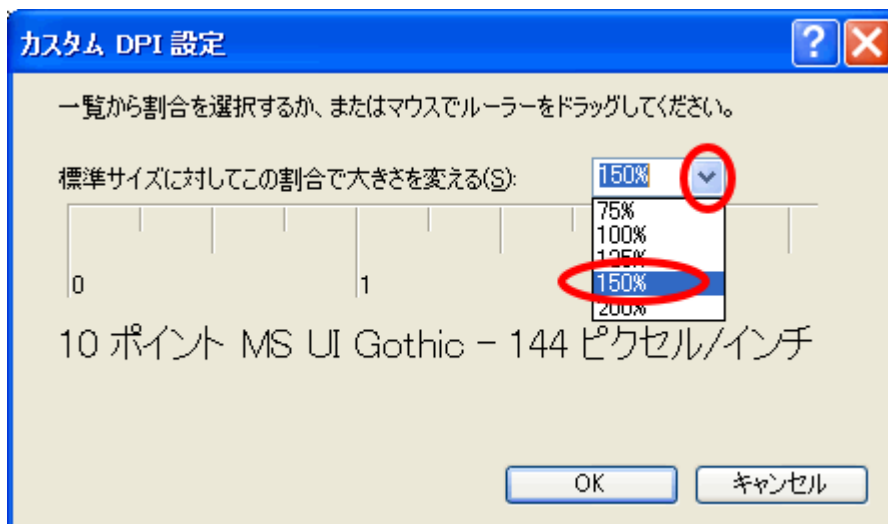 カスタム DPI 設定
一覧から割合を選択するか、またはマウスでルーラーをドラッグしてください。
標準サイズに対してこの割合で大きさを変える(S): 150%
75%
100%
125%
150%
200%
0 1
10 ポイント MS UI Gothic - 144 ピクセル/インチ
OK キャンセル